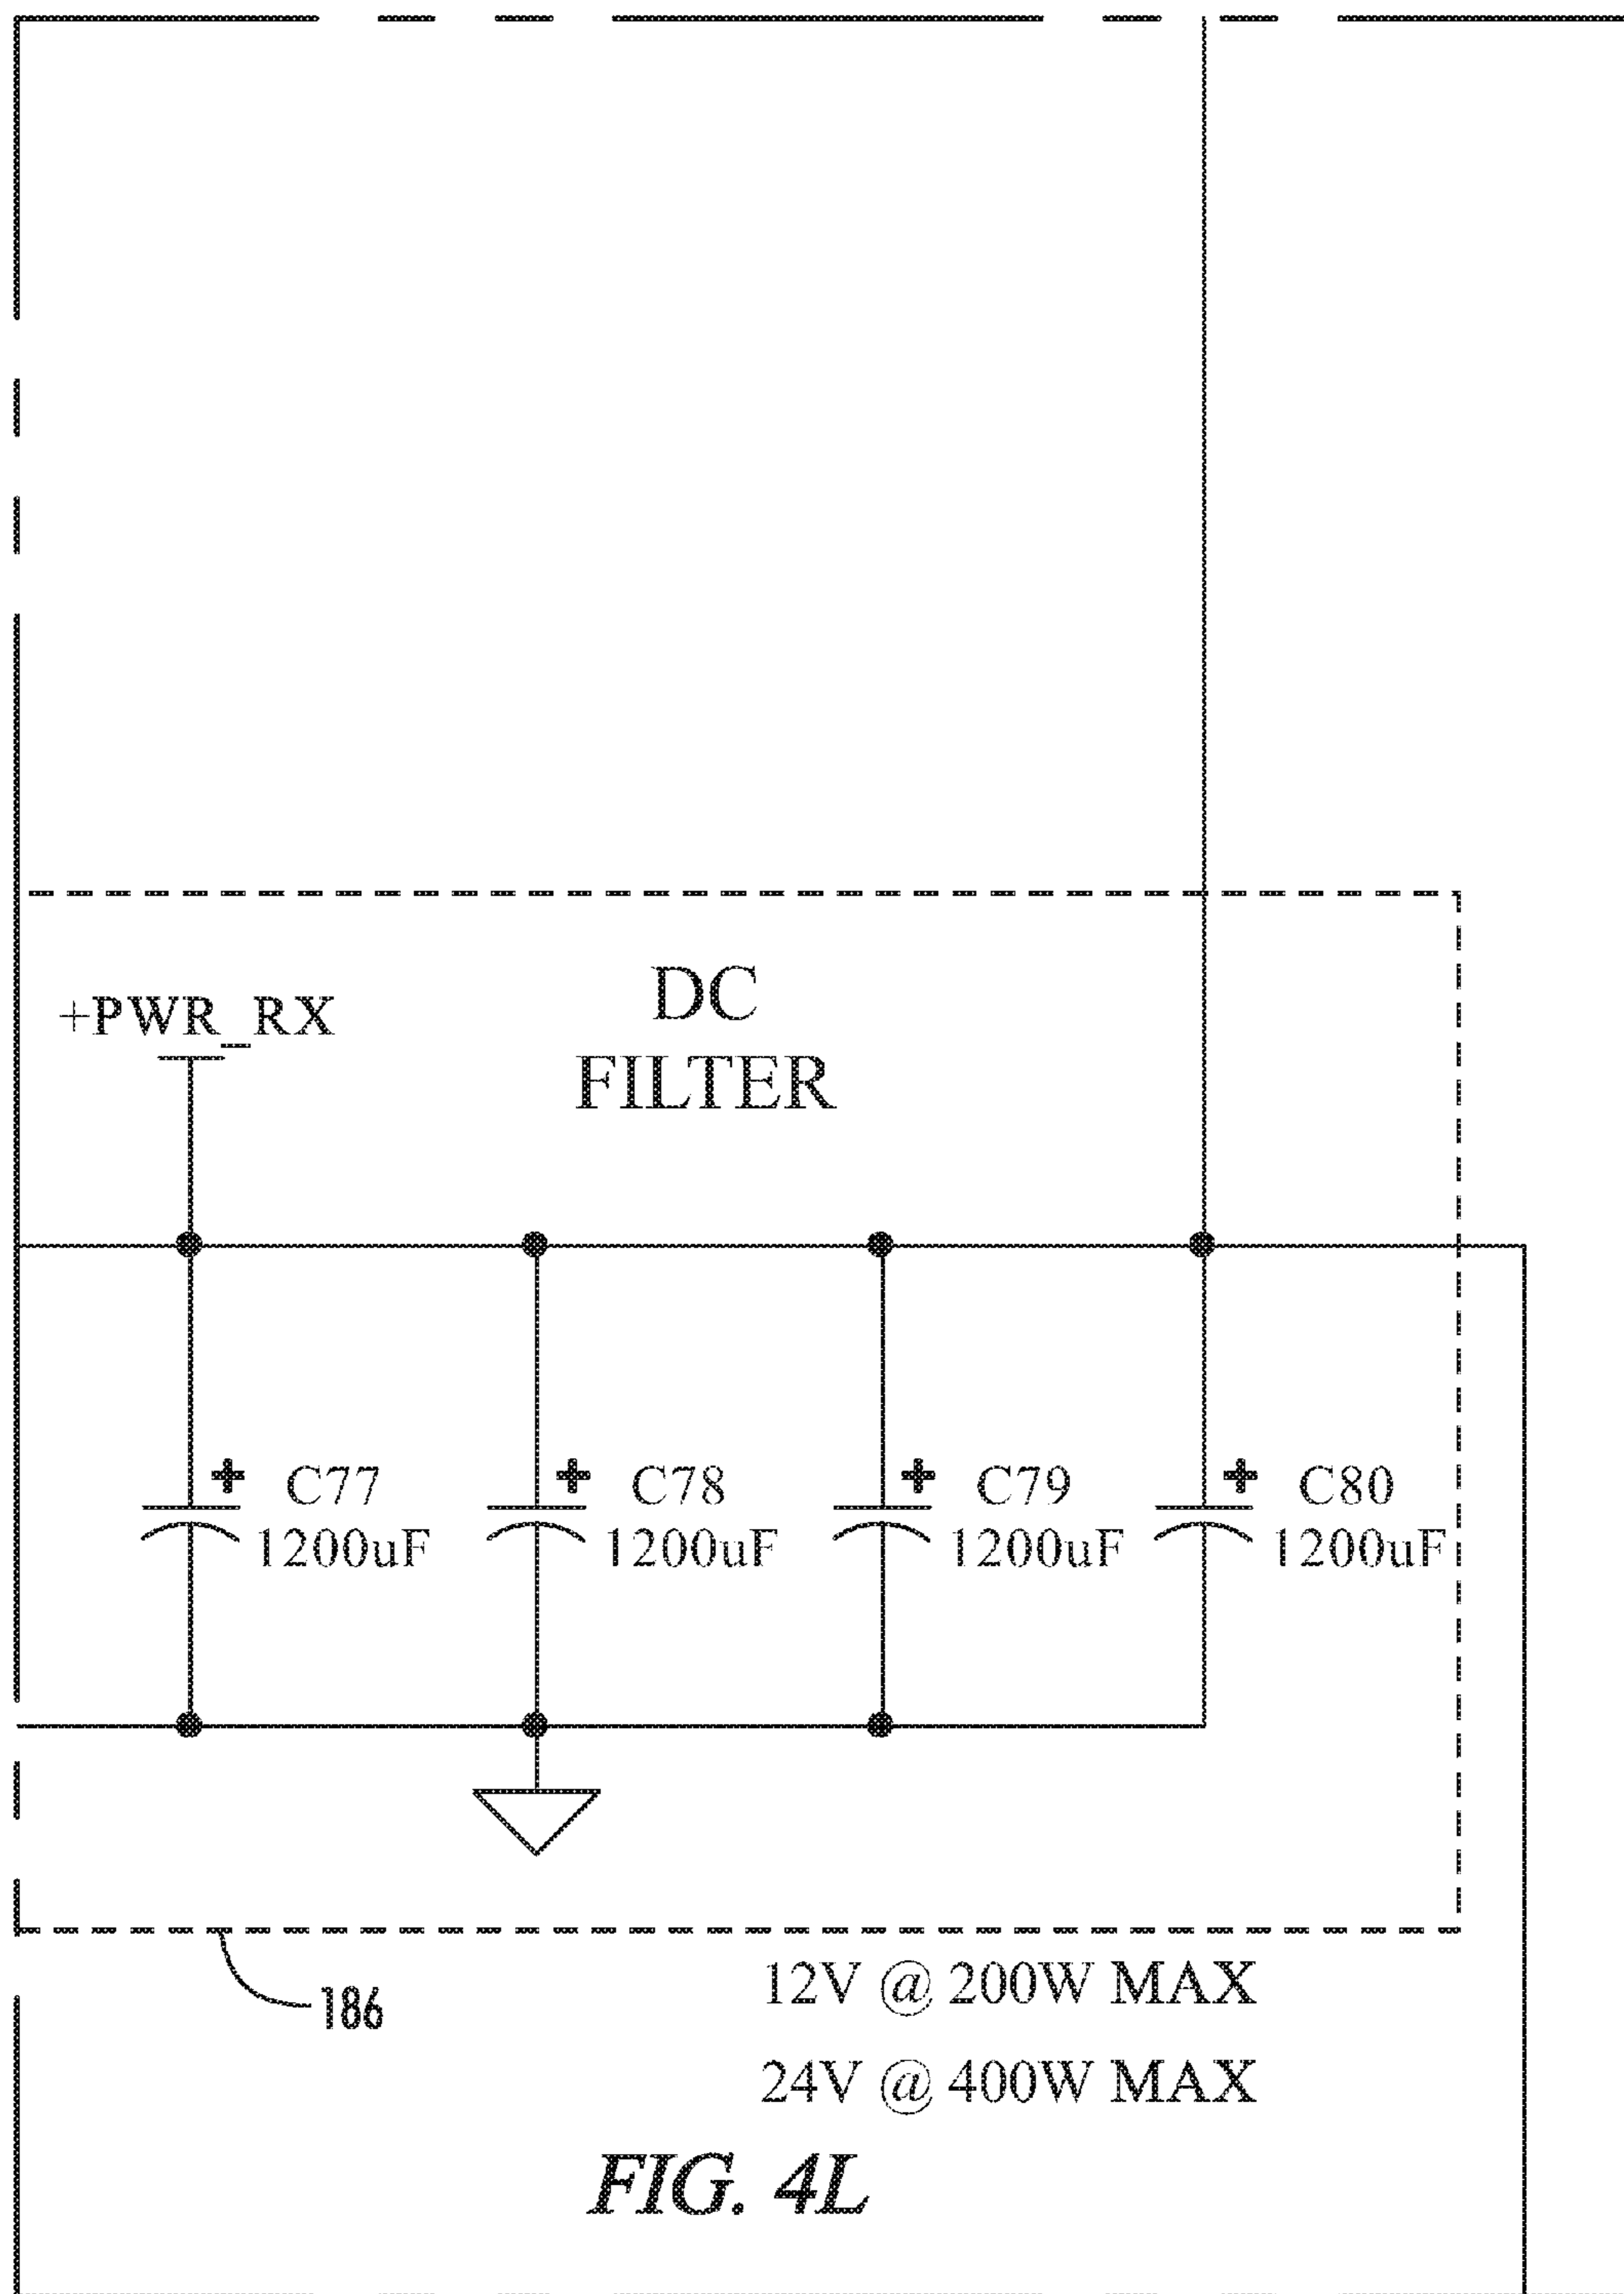 DC
FILTER
+PWR_RX
+ C77
1200uF
+ C78
1200uF
+ C79
1200uF
+ C80
1200uF
186
12V @ 200W MAX
24V @ 400W MAX
FIG. 4L